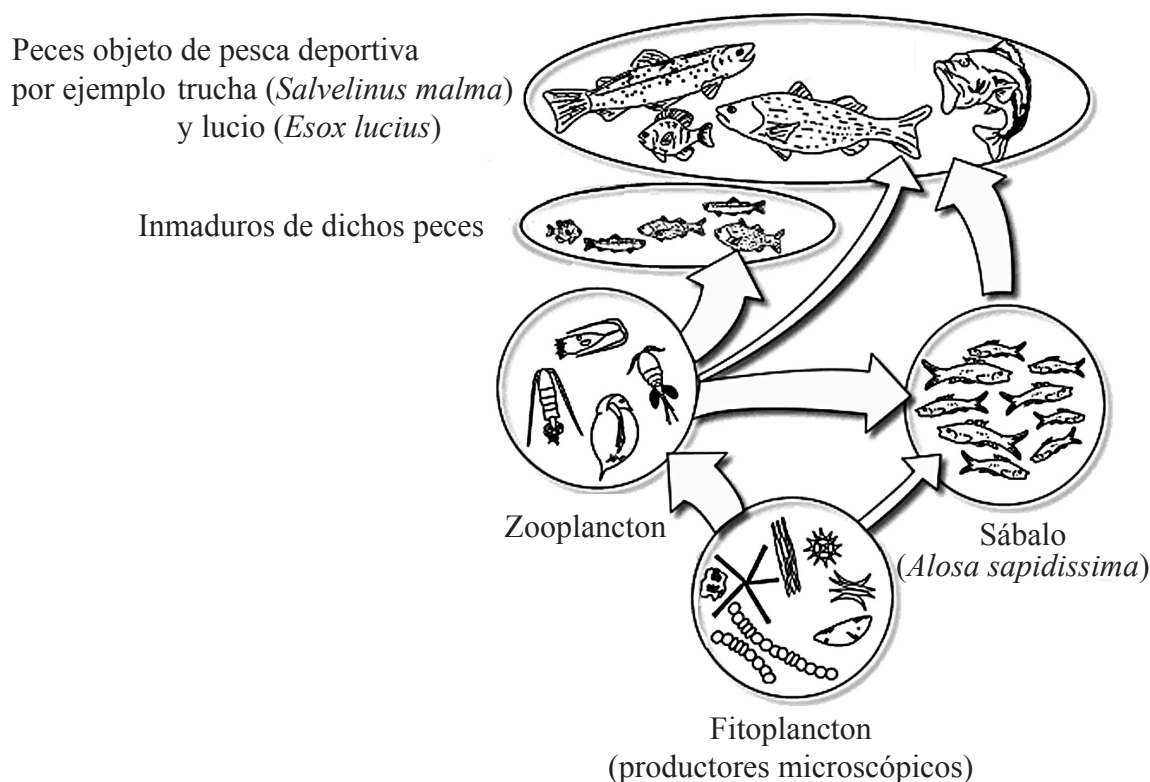 Peces objeto de pesca deportiva
por ejemplo trucha (Salvelinus malma)
y lucio (Esox lucius)
Inmaduros de dichos peces
Zooplancton
Sábalo
(Alosa sapidissima)
Fitoplancton
(productores microscópicos)